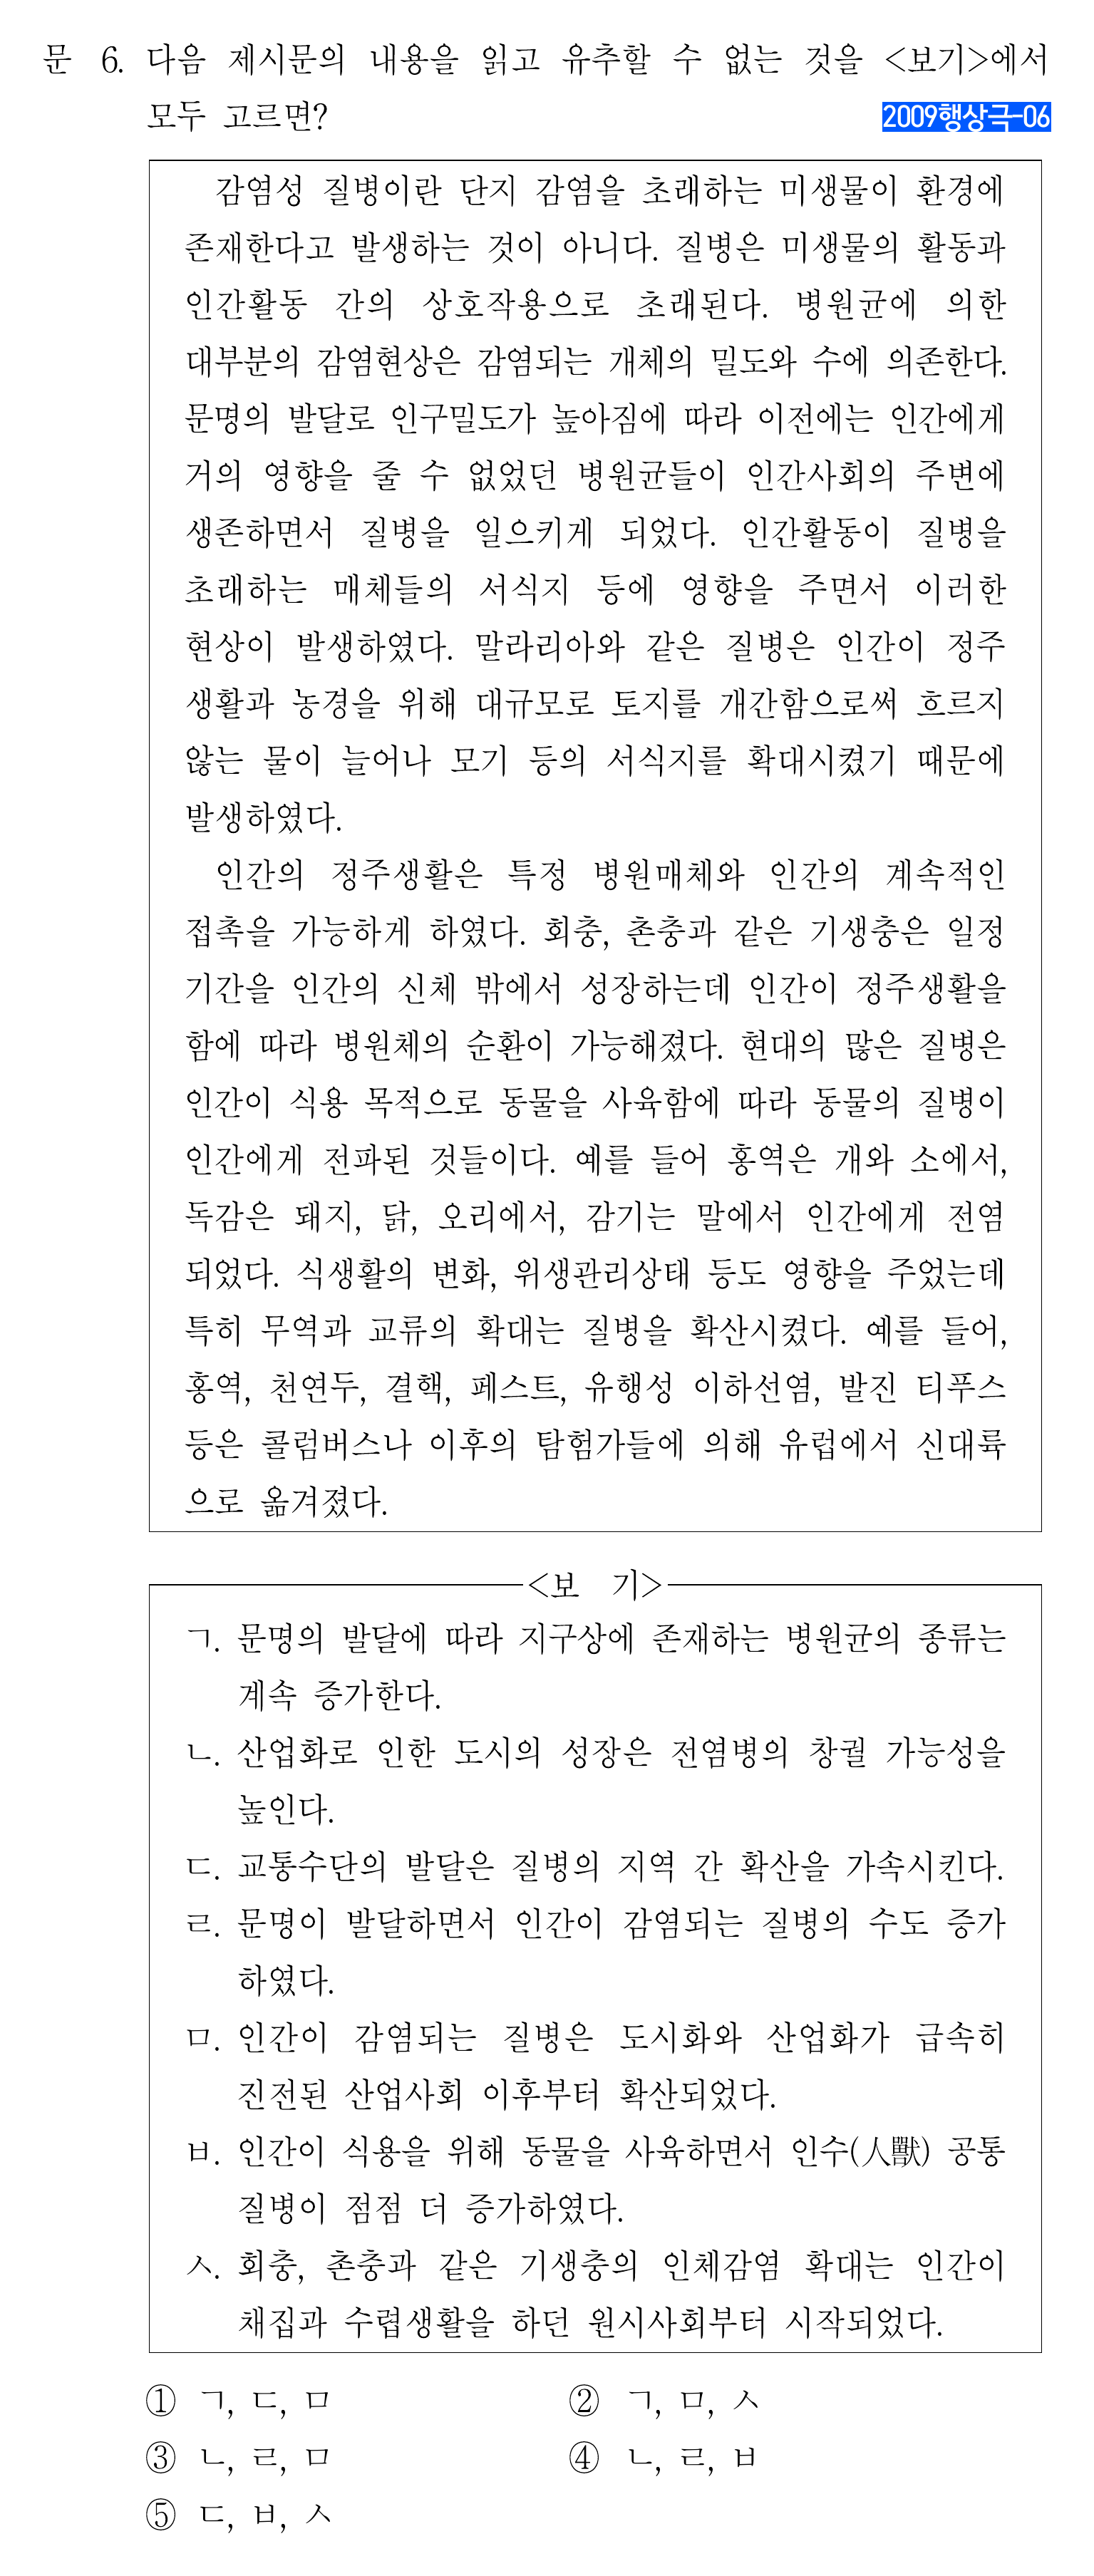 문 6. 다음 제시문의 내용을 읽고 유추할 수 없는 것을 <보기>에서
모두 고르면?
2009행상극-06
감염성 질병이란 단지 감염을 초래하는 미생물이 환경에
존재한다고 발생하는 것이 아니다. 질병은 미생물의 활동과
인간활동 간의 상호작용으로 초래된다. 병원균에 의한
대부분의 감염현상은 감염되는 개체의 밀도와 수에 의존한다.
문명의 발달로 인구밀도가 높아짐에 따라 이전에는 인간에게
거의 영향을 줄 수 없었던 병원균들이 인간사회의 주변에
생존하면서 질병을 일으키게 되었다. 인간활동이 질병을
초래하는 매체들의 서식지 등에 영향을 주면서 이러한
현상이 발생하였다. 말라리아와 같은 질병은 인간이 정주
생활과 농경을 위해 대규모로 토지를 개간함으로써 흐르지
않는 물이 늘어나 모기 등의 서식지를 확대시켰기 때문에
발생하였다.
인간의 정주생활은 특정 병원매체와 인간의 계속적인
접촉을 가능하게 하였다. 회충, 촌충과 같은 기생충은 일정
기간을 인간의 신체 밖에서 성장하는데 인간이 정주생활을
함에 따라 병원체의 순환이 가능해졌다. 현대의 많은 질병은
인간이 식용 목적으로 동물을 사육함에 따라 동물의 질병이
인간에게 전파된 것들이다. 예를 들어 홍역은 개와 소에서,
독감은 돼지, 닭, 오리에서, 감기는 말에서 인간에게 전염
되었다. 식생활의 변화, 위생관리상태 등도 영향을 주었는데
특히 무역과 교류의 확대는 질병을 확산시켰다. 예를 들어,
홍역, 천연두, 결핵, 페스트, 유행성 이하선염, 발진 티푸스
등은 콜럼버스나 이후의 탐험가들에 의해 유럽에서 신대륙
으로 옮겨졌다.
<보 기>
ㄱ. 문명의 발달에 따라 지구상에 존재하는 병원균의 종류는
계속 증가한다.
ㄴ. 산업화로 인한 도시의 성장은 전염병의 창궐 가능성을
높인다.
ㄷ. 교통수단의 발달은 질병의 지역 간 확산을 가속시킨다.
ㄹ. 문명이 발달하면서 인간이 감염되는 질병의 수도 증가
하였다.
ㅁ. 인간이 감염되는 질병은 도시화와 산업화가 급속히
진전된 산업사회 이후부터 확산되었다.
ㅂ. 인간이 식용을 위해 동물을 사육하면서 인수(人獸) 공통
질병이 점점 더 증가하였다.
ㅅ. 회충, 촌충과 같은 기생충의 인체감염 확대는 인간이
채집과 수렵생활을 하던 원시사회부터 시작되었다.
① ㄱ, ㄷ, ㅁ ② ㄱ, ㅁ, ㅅ
③ ㄴ, ㄹ, ㅁ ④ ㄴ, ㄹ, ㅂ
⑤ ㄷ, ㅂ, ㅅ